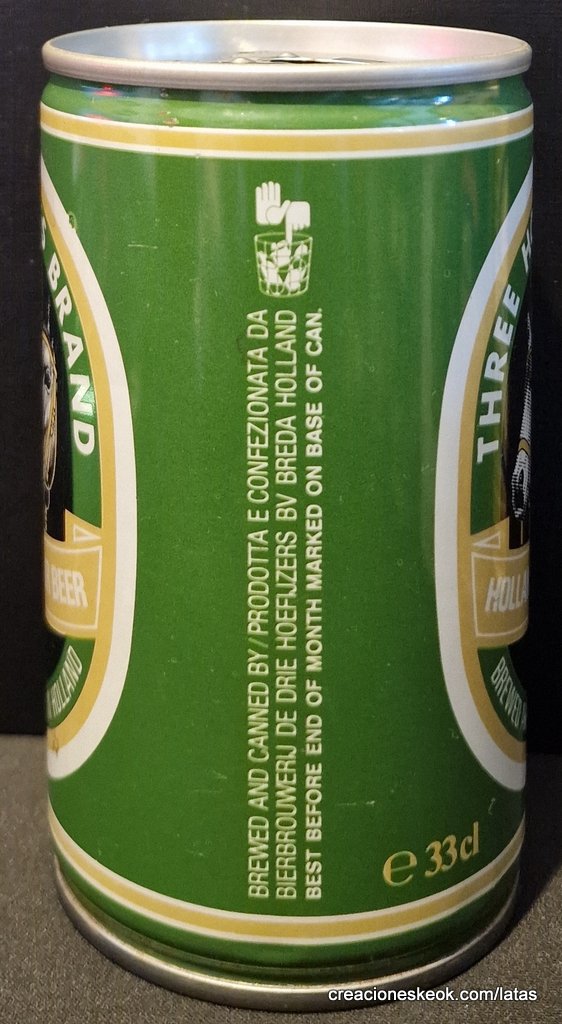 BREWED AND CANNED BY/PRODOTTA E CONFEZIONATA DA
BIERBROUWERIJ DE DRIE HOEFIJZERS BV BREDA HOLLAND
BEST BEFORE END OF MONTH MARKED ON BASE OF CAN.
℮ 33cl
BRAND
BEER
HOLLAND
THREE
BREWED
creacioneskeok.com/latas